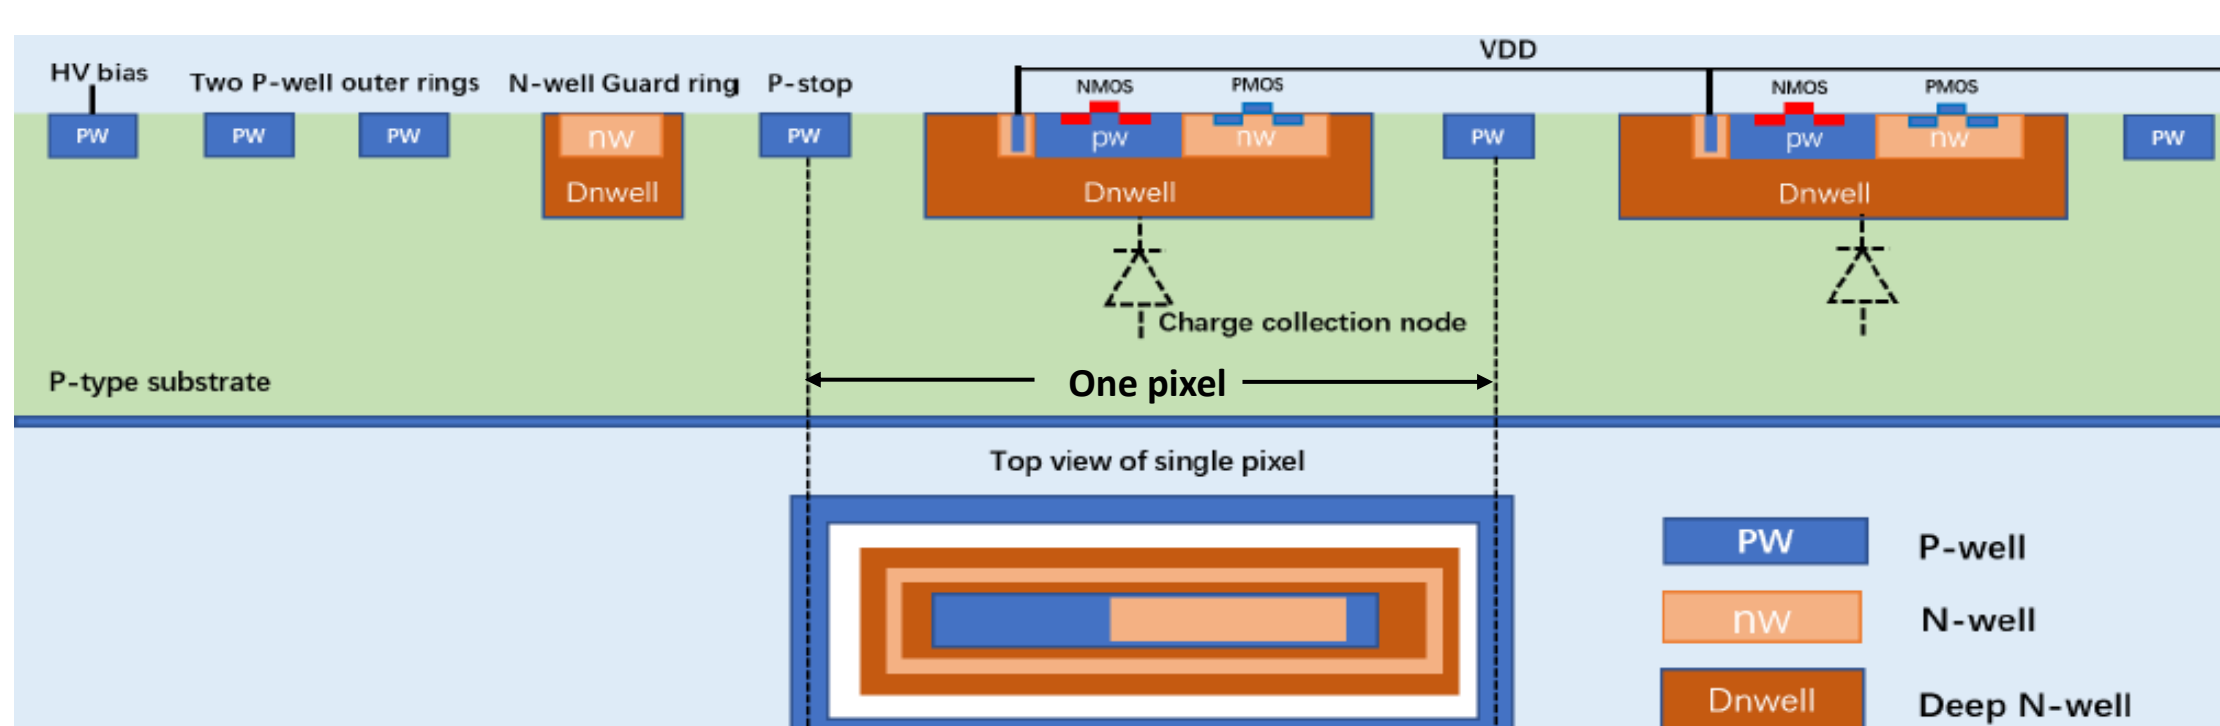 VDD
HV bias
Two P-well outer rings
N-well Guard ring
P-stop
NMOS
PMOS
NMOS
PMOS
PW
PW
PW
nw
PW
pw
nw
PW
pw
nw
PW
Dnwell
Dnwell
Dnwell
Charge collection node
P-type substrate
One pixel
Top view of single pixel
PW
P-well
nw
N-well
Dnwell
Deep N-well